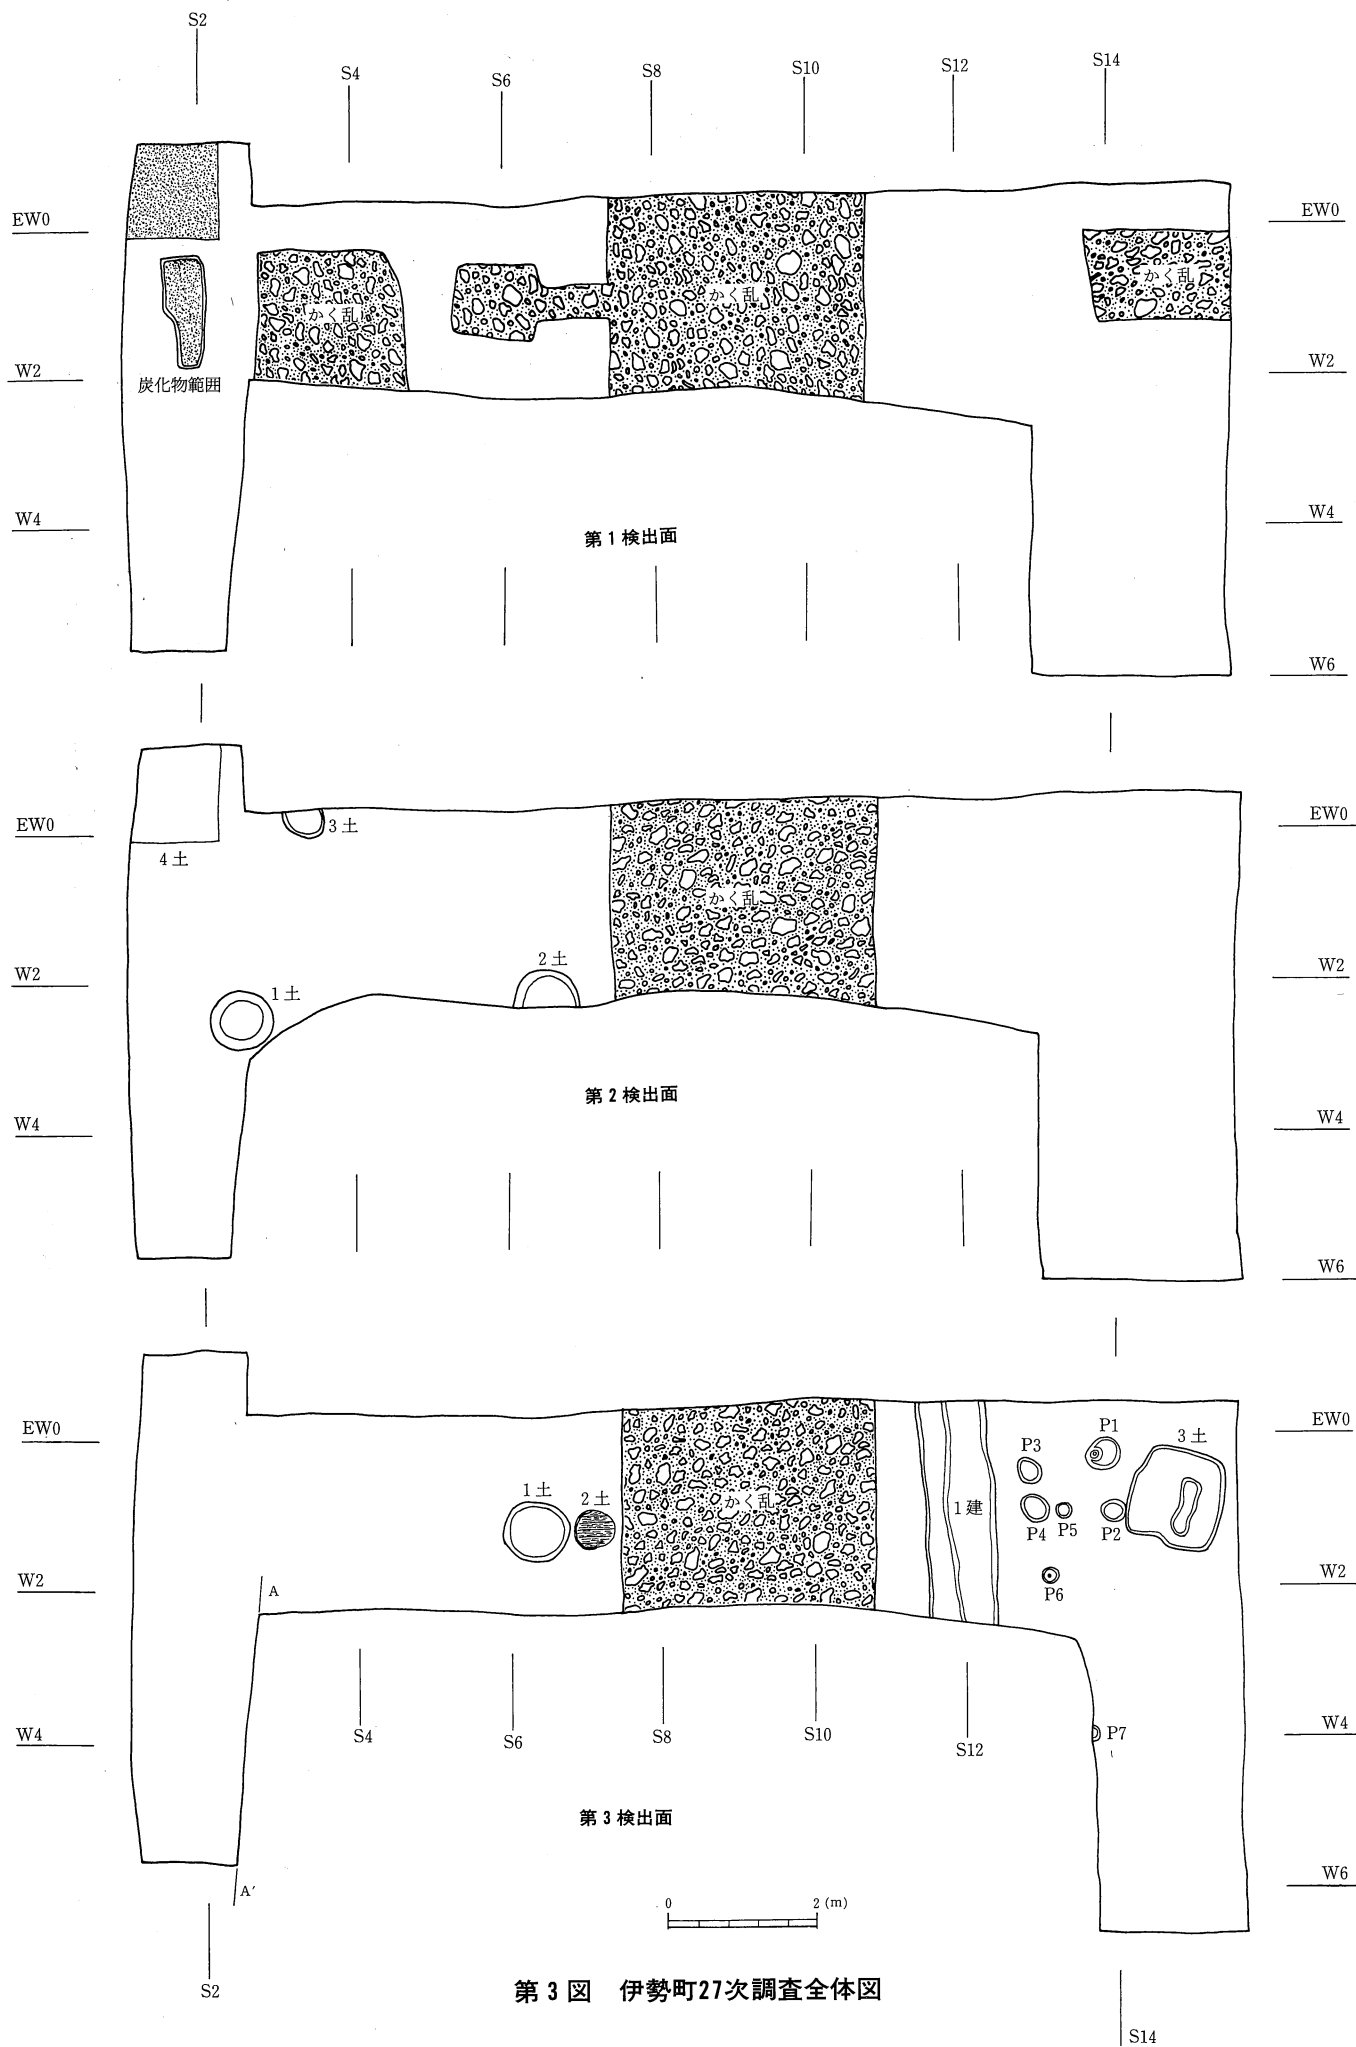 S2
S4
S6
S8
S10
S12
S14
EW0
EW0
かく乱
かく乱
かく乱
W2
W2
炭化物範囲
W4
W4
第1検出面
W6
EW0
EW0
3土
4土
かく乱
W2
W2
2土
1土
第2検出面
W4
W4
W6
EW0
EW0
P1
P3
3土
1土
2土
かく乱
1建
P4
P5
P2
W2
W2
A
P6
W4
S4
S6
S8
S10
S12
P7
W4
第3検出面
W6
A′
0 2 (m)
S2
第3図 伊勢町27次調査全体図
S14